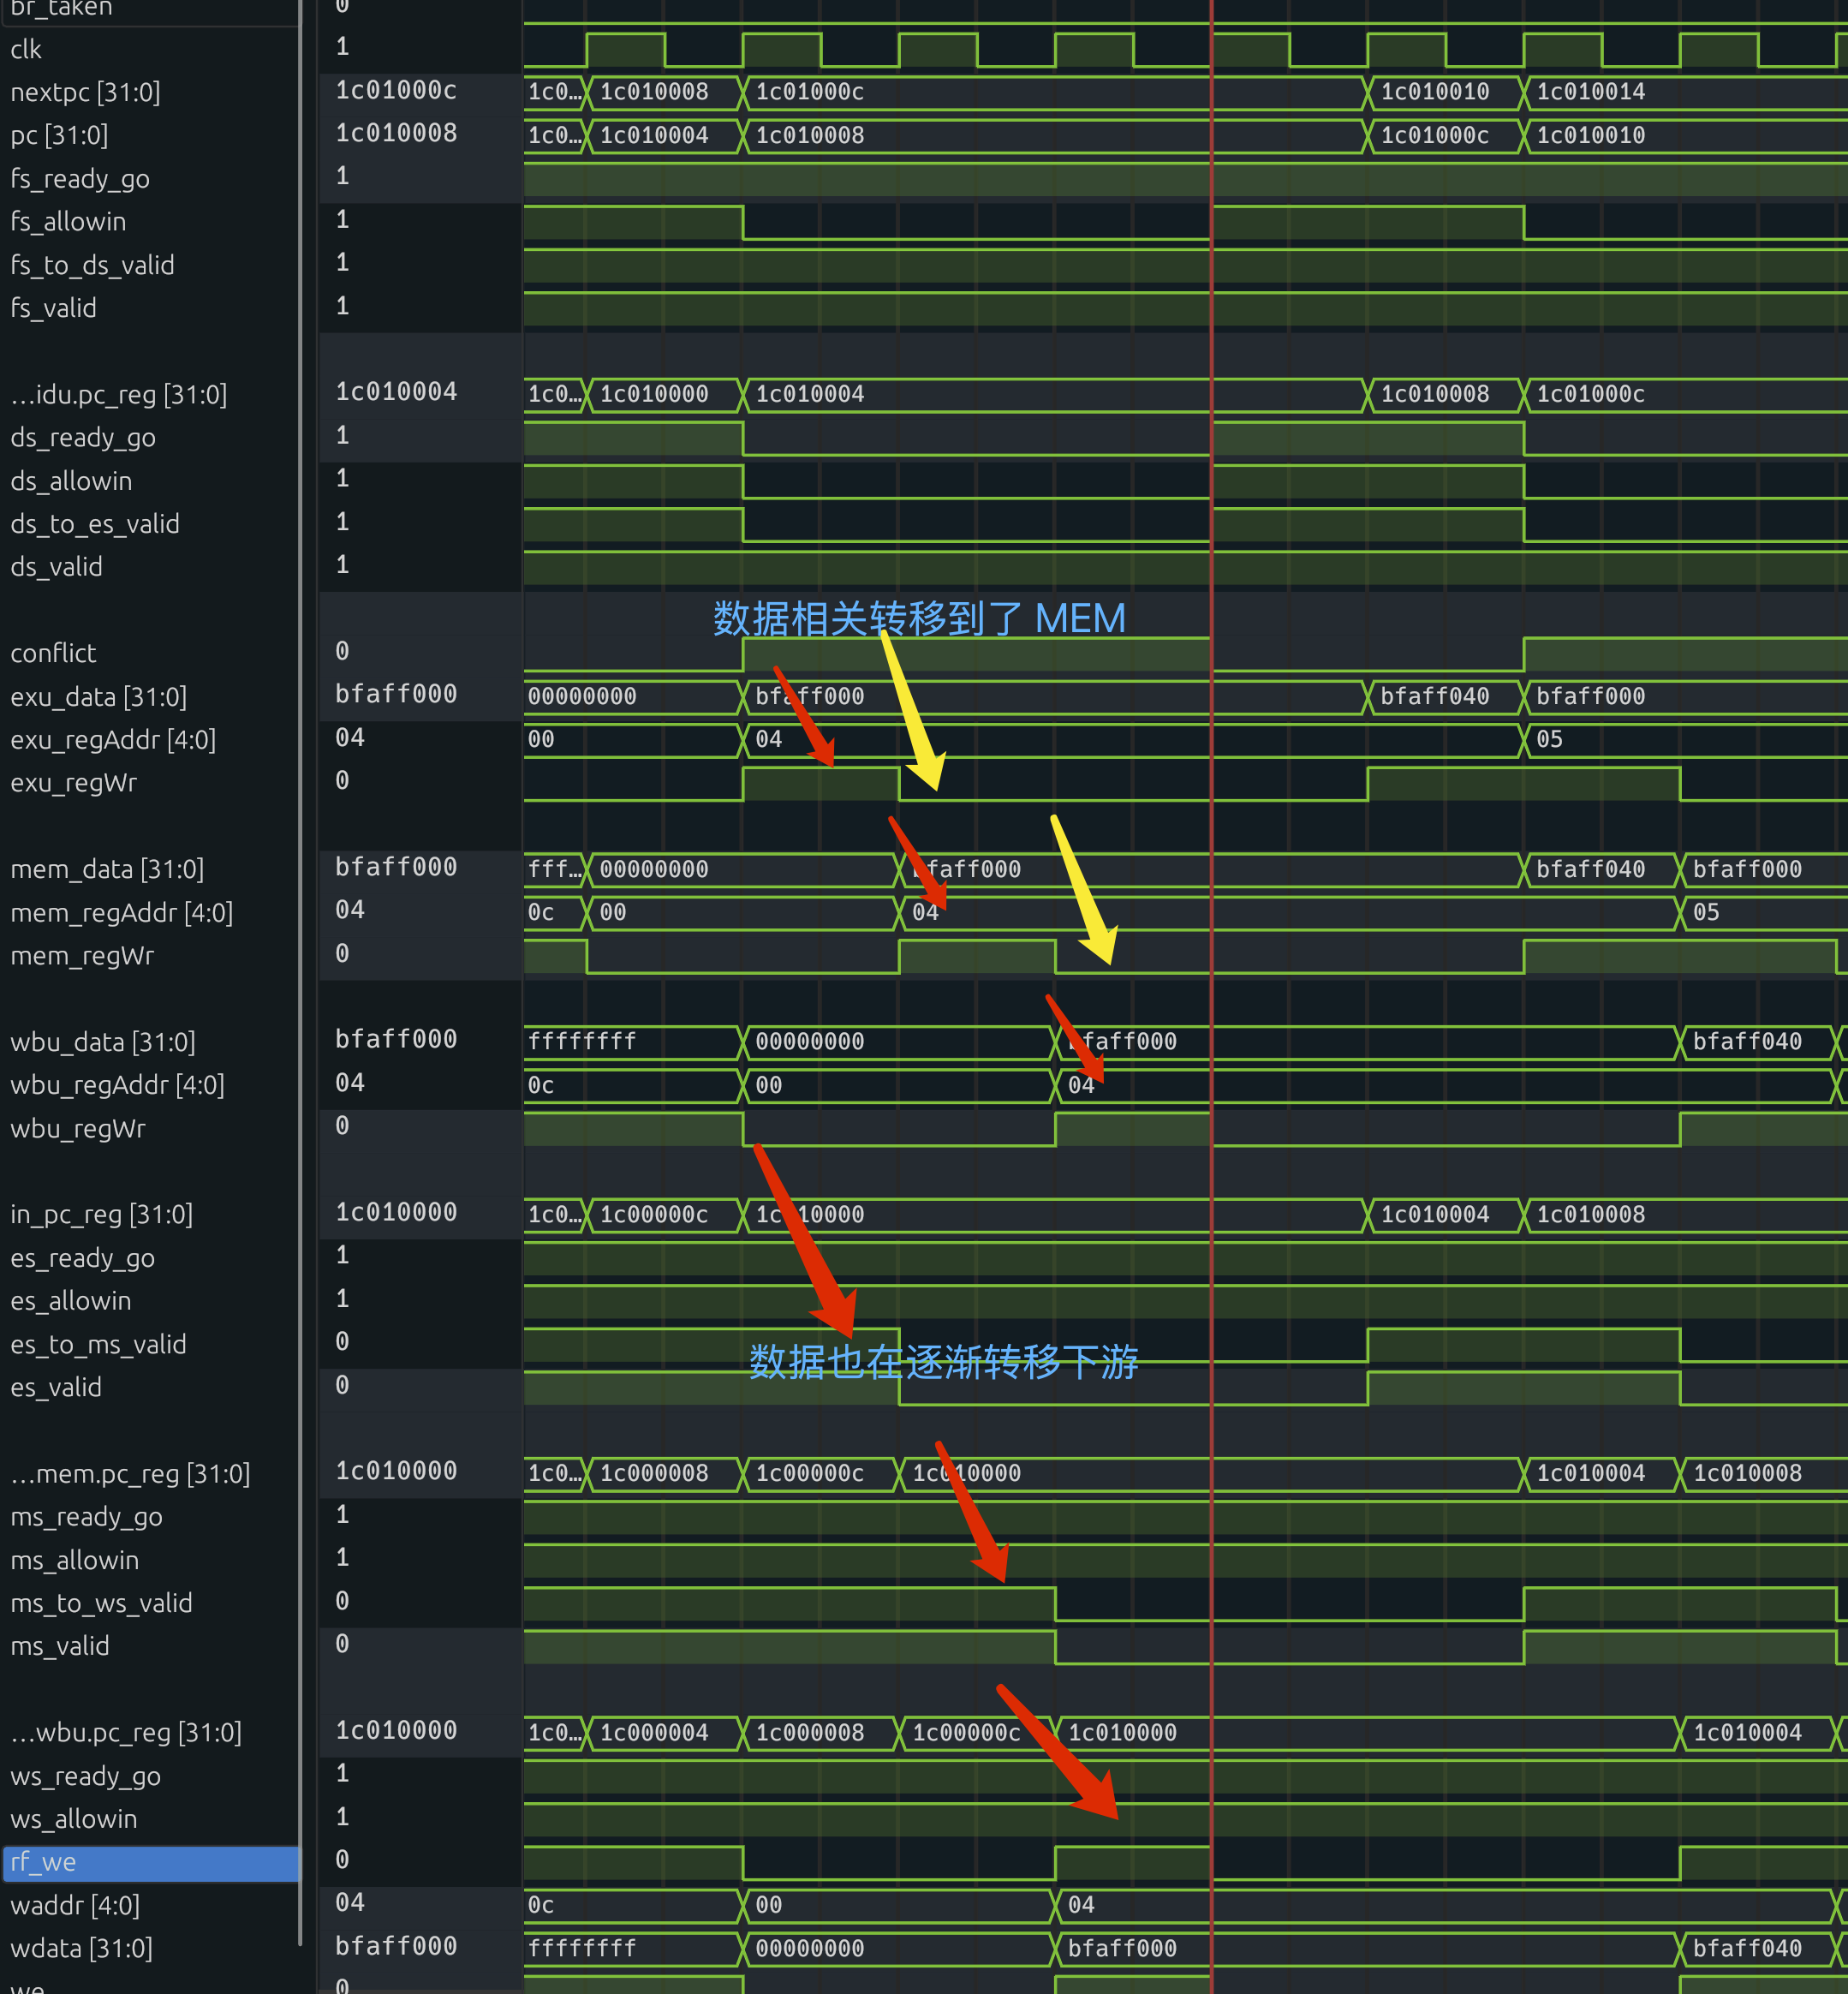 br_taken 0
clk 1
nextpc [31:0] 1c01000c 1c0... 1c010008 1c01000c 1c010010 1c010014
pc [31:0] 1c010008 1c0... 1c010004 1c010008 1c01000c 1c010010
fs_ready_go 1
fs_allowin 1
fs_to_ds_valid 1
fs_valid 1
...idu.pc_reg [31:0] 1c010004 1c0... 1c010000 1c010004 1c010008 1c01000c
ds_ready_go 1
ds_allowin 1
ds_to_es_valid 1
ds_valid 1
数据相关转移到了 MEM
conflict 0
exu_data [31:0] bfaff000 00000000 bfaff000 bfaff040 bfaff000
exu_regAddr [4:0] 04 00 04 05
exu_regWr 0
mem_data [31:0] bfaff000 fff... 00000000 bfaff000 bfaff040 bfaff000
mem_regAddr [4:0] 04 0c 00 04 05
mem_regWr 0
wbu_data [31:0] bfaff000 ffffffff 00000000 bfaff000 bfaff040
wbu_regAddr [4:0] 04 0c 00 04
wbu_regWr 0
in_pc_reg [31:0] 1c010000 1c0... 1c00000c 1c010000 1c010004 1c010008
es_ready_go 1
es_allowin 1
es_to_ms_valid 0
数据也在逐渐转移下游
es_valid 0
...mem.pc_reg [31:0] 1c010000 1c0... 1c000008 1c00000c 1c010000 1c010004 1c010008
ms_ready_go 1
ms_allowin 1
ms_to_ws_valid 0
ms_valid 0
...wbu.pc_reg [31:0] 1c010000 1c0... 1c000004 1c000008 1c00000c 1c010000 1c010004
ws_ready_go 1
ws_allowin 1
rf_we 0
waddr [4:0] 04 0c 00 04
wdata [31:0] bfaff000 ffffffff 00000000 bfaff000 bfaff040
we 0